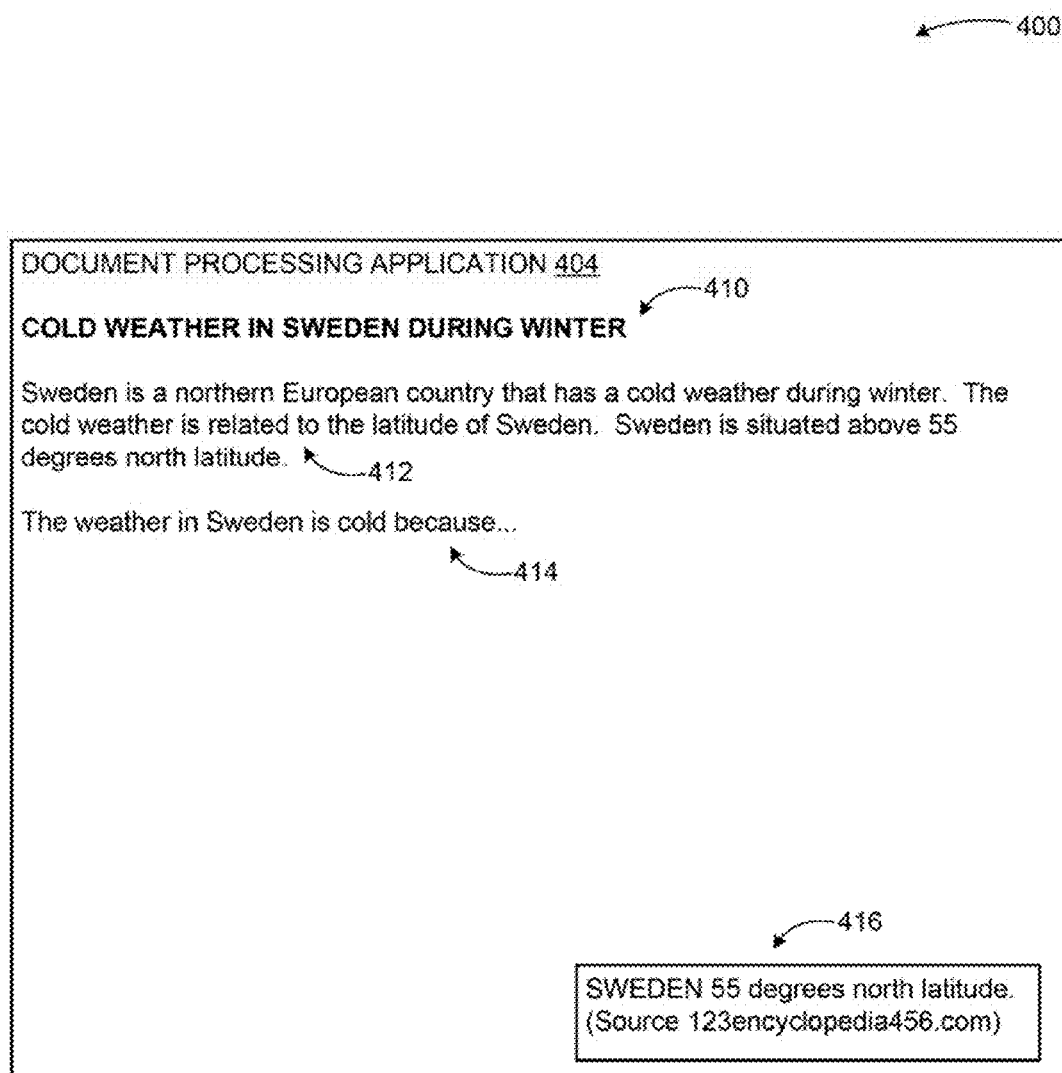 400
DOCUMENT PROCESSING APPLICATION 404
410
COLD WEATHER IN SWEDEN DURING WINTER
Sweden is a northern European country that has a cold weather during winter. The
cold weather is related to the latitude of Sweden. Sweden is situated above 55
degrees north latitude.
412
The weather in Sweden is cold because...
414
416
SWEDEN 55 degrees north latitude.
(Source 123encyclopedia456.com)